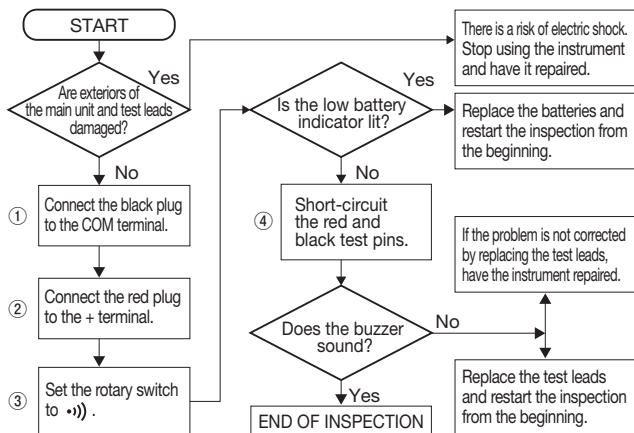 START
Yes
Are exteriors
of the main unit and test leads
damaged?
No
There is a risk of electric shock.
Stop using the instrument
and have it repaired.
①
Connect the black plug
to the COM terminal.
②
Connect the red plug
to the + terminal.
③
Set the rotary switch
to •))) .
Is the low battery
indicator lit?
Yes
Replace the batteries and
restart the inspection from
the beginning.
No
④
Short-circuit
the red and
black test pins.
Does the buzzer
sound?
No
If the problem is not corrected
by replacing the test leads,
have the instrument repaired.
Replace the test leads
and restart the inspection
from the beginning.
Yes
END OF INSPECTION